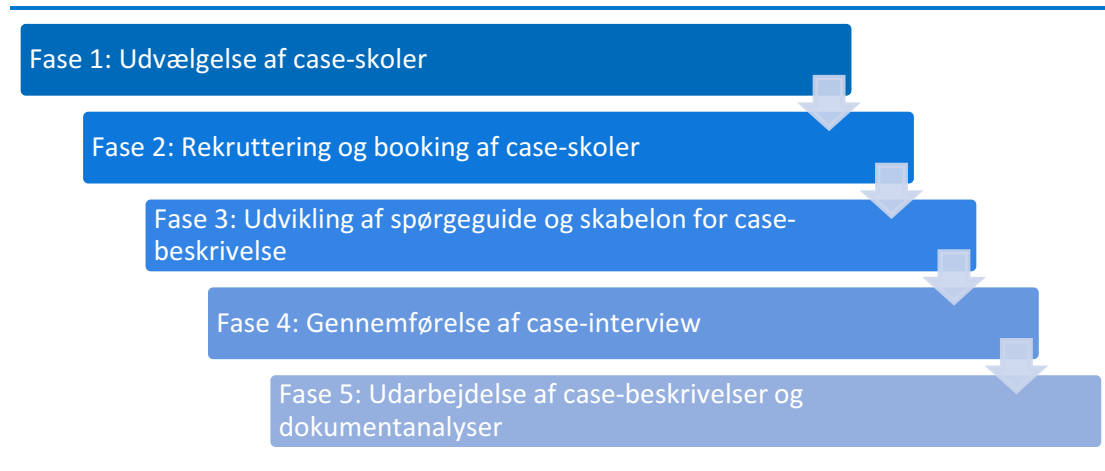 Fase 1: Udvælgelse af case-skoler
Fase 2: Rekruttering og booking af case-skoler
Fase 3: Udvikling af spørgeguide og skabelon for case-
beskrivelse
Fase 4: Gennemførelse af case-interview
Fase 5: Udarbejdelse af case-beskrivelser og
dokumentanalyser